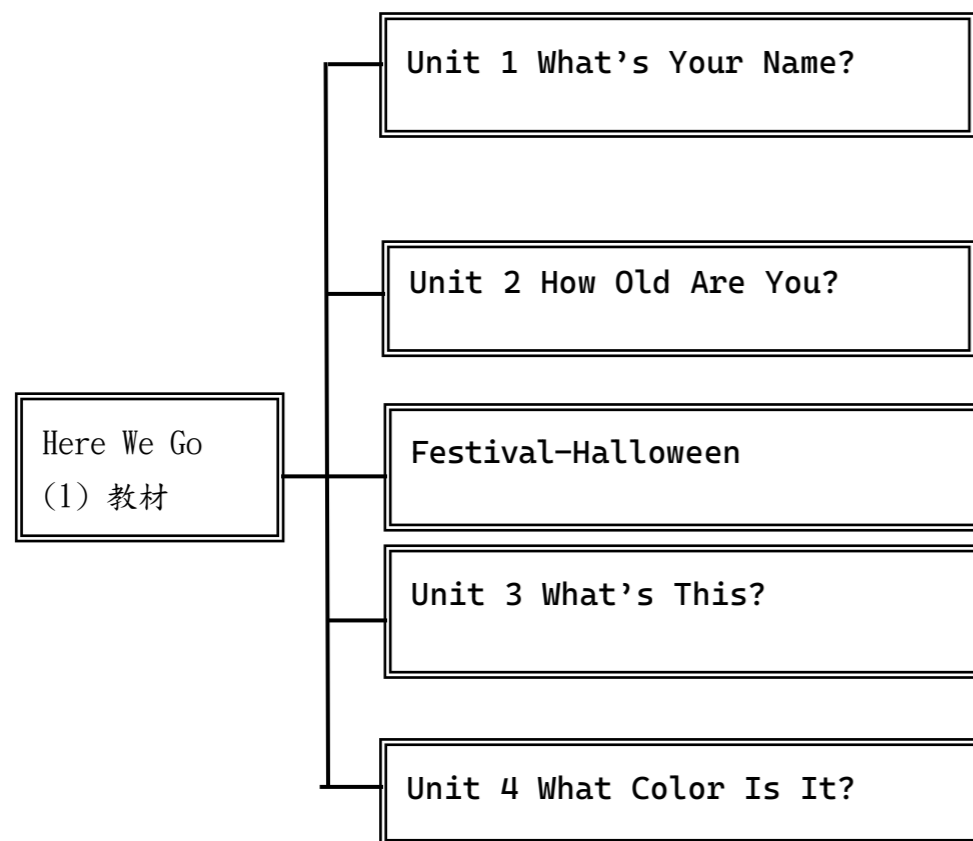 Unit 1 What’s Your Name?
Unit 2 How Old Are You?
Here We Go
(1) 教材
Festival-Halloween
Unit 3 What’s This?
Unit 4 What Color Is It?